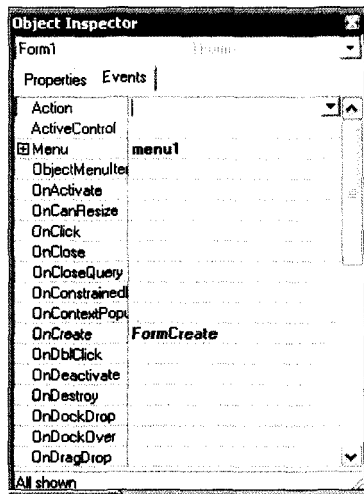 Object Inspector
Form1
Properties Events
Action
ActiveControl
Menu menu1
ObjectMenuIter
OnActivate
OnCanResize
OnClick
OnClose
OnCloseQuery
OnConstrainedI
OnContextPopu
OnCreate FormCreate
OnDblClick
OnDeactivate
OnDestroy
OnDockDrop
OnDockOver
OnDragDrop
All shown